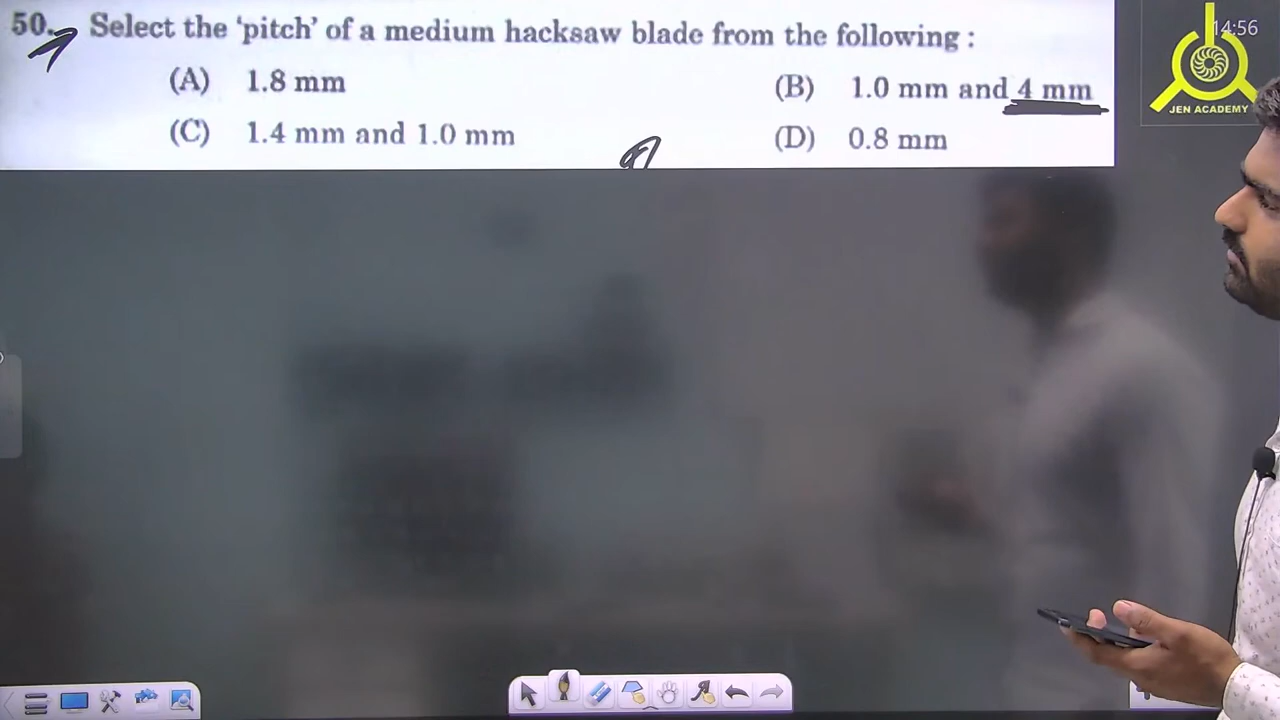 50. Select the ‘pitch’ of a medium hacksaw blade from the following :
(A) 1.8 mm
(B) 1.0 mm and 4 mm
(C) 1.4 mm and 1.0 mm
(D) 0.8 mm
14:56
JEN ACADEMY